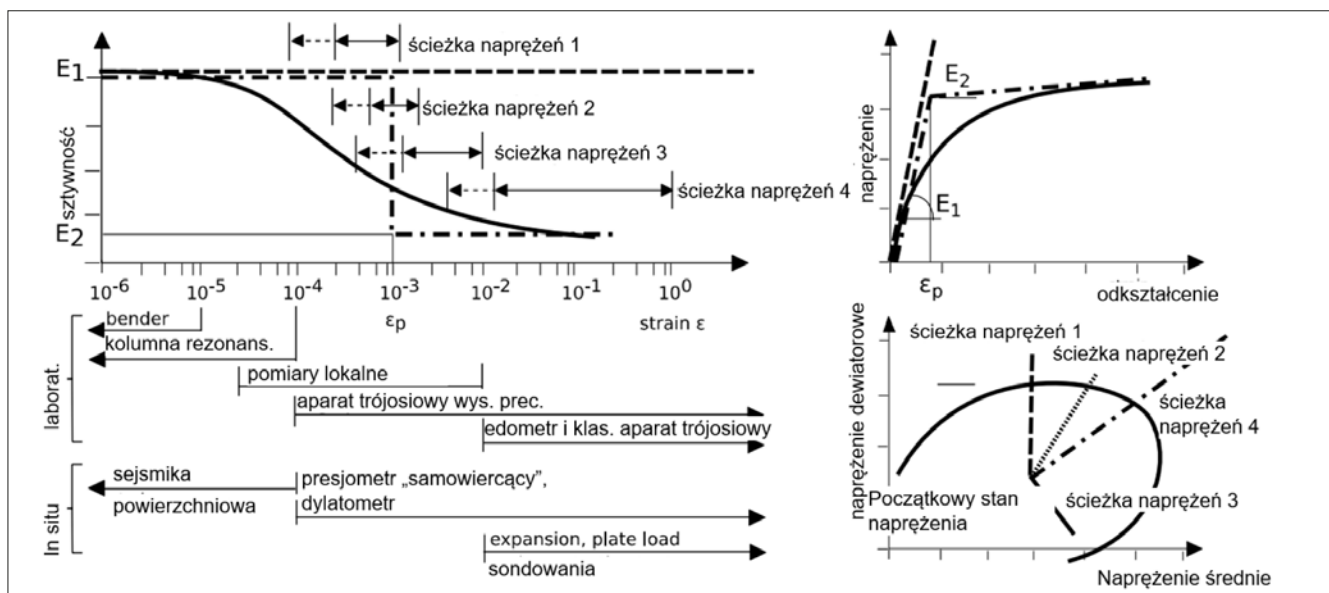 ścieżka naprężeń 1
E1
ścieżka naprężeń 2
sztywność
ścieżka naprężeń 3
ścieżka naprężeń 4
E2
10-6
10-5
10-4
10-3
10-2
10-1
100
εp
strain ε
laborat.
bender
kolumna rezonans.
pomiary lokalne
aparat trójosiowy wys. prec.
edometr i klas. aparat trójosiowy
In situ
sejsmika
powierzchniowa
presjometr „samowiercący”,
dylatometr
expansion, plate load
sondowania
naprężenie
E2
E1
εp
odkształcenie
naprężenie dewiatorowe
ścieżka naprężeń 1
ścieżka naprężeń 2
ścieżka
naprężeń 4
ścieżka naprężeń 3
Początkowy stan
naprężenia
Naprężenie średnie